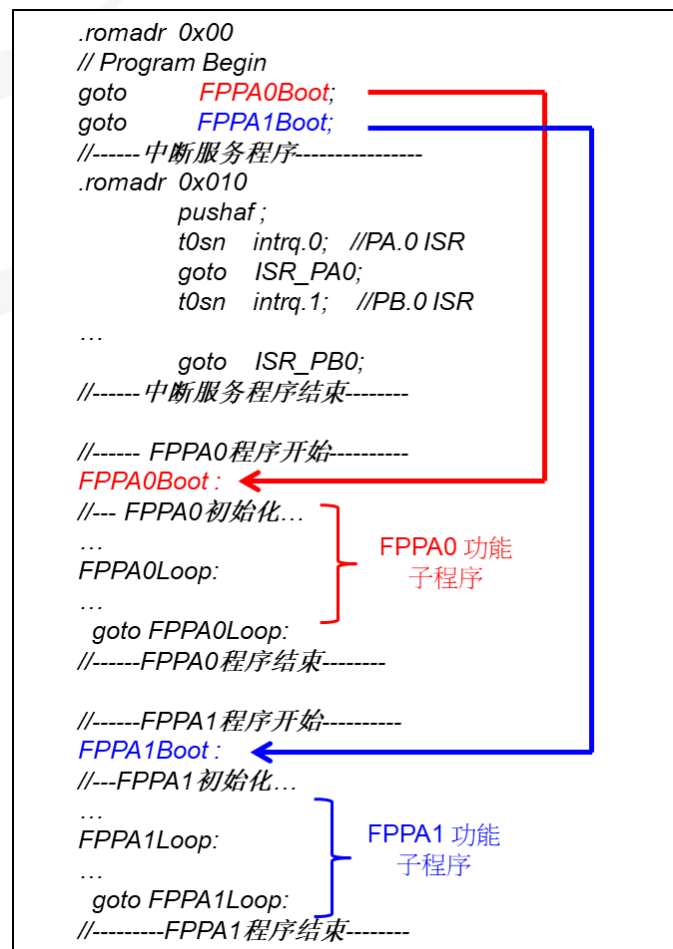 .romadr 0x00
// Program Begin
goto FPPA0Boot;
goto FPPA1Boot;
//------中断服务程序----------------
.romadr 0x010
pushaf ;
t0sn intrq.0; //PA.0 ISR
goto ISR_PA0;
t0sn intrq.1; //PB.0 ISR
…
goto ISR_PB0;
//------中断服务程序结束--------
//------ FPPA0程序开始----------
FPPA0Boot :
//--- FPPA0初始化…
…
FPPA0Loop:
…
goto FPPA0Loop:
//------FPPA0程序结束--------
FPPA0 功能
子程序
//------FPPA1程序开始----------
FPPA1Boot :
//---FPPA1初始化…
…
FPPA1Loop:
…
goto FPPA1Loop:
//---------FPPA1程序结束--------
FPPA1 功能
子程序